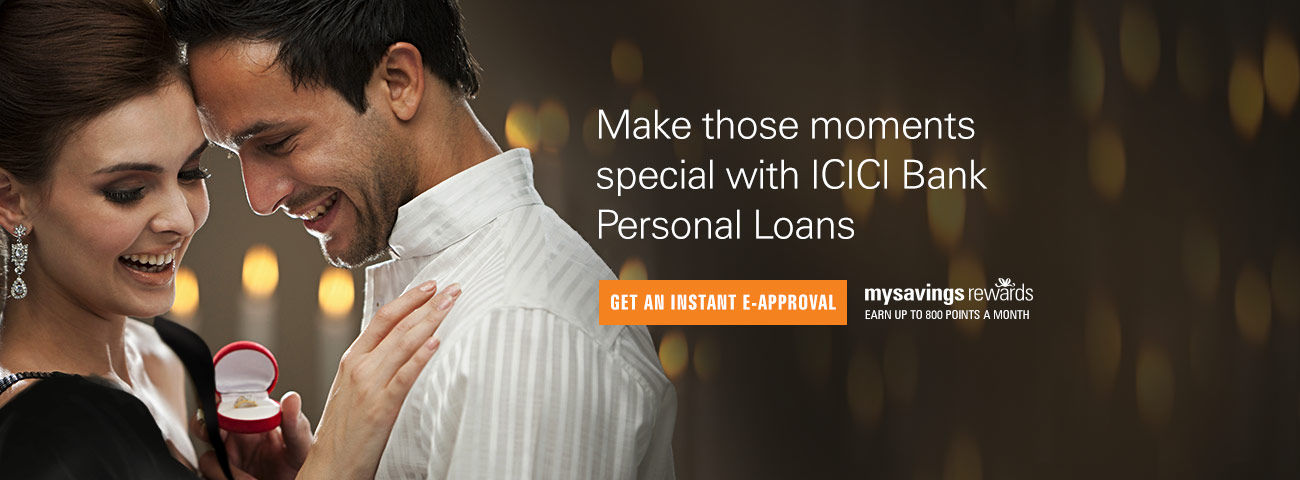 Make those moments
special with ICICI Bank
Personal Loans
GET AN INSTANT E-APPROVAL
mysavings rewards
EARN UP TO 800 POINTS A MONTH